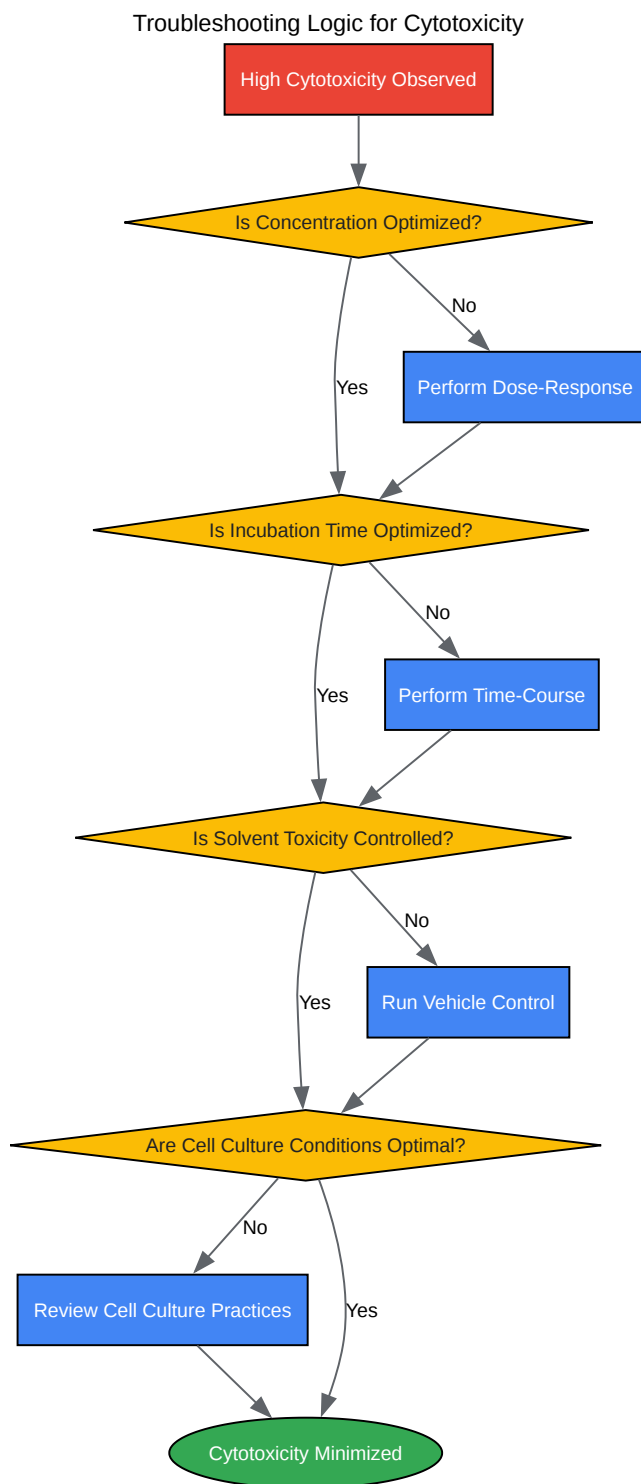 Troubleshooting Logic for Cytotoxicity
High Cytotoxicity Observed
Is Concentration Optimized?
No
Perform Dose-Response
Yes
Is Incubation Time Optimized?
No
Perform Time-Course
Yes
Is Solvent Toxicity Controlled?
No
Run Vehicle Control
Yes
Are Cell Culture Conditions Optimal?
No
Review Cell Culture Practices
Yes
Cytotoxicity Minimized